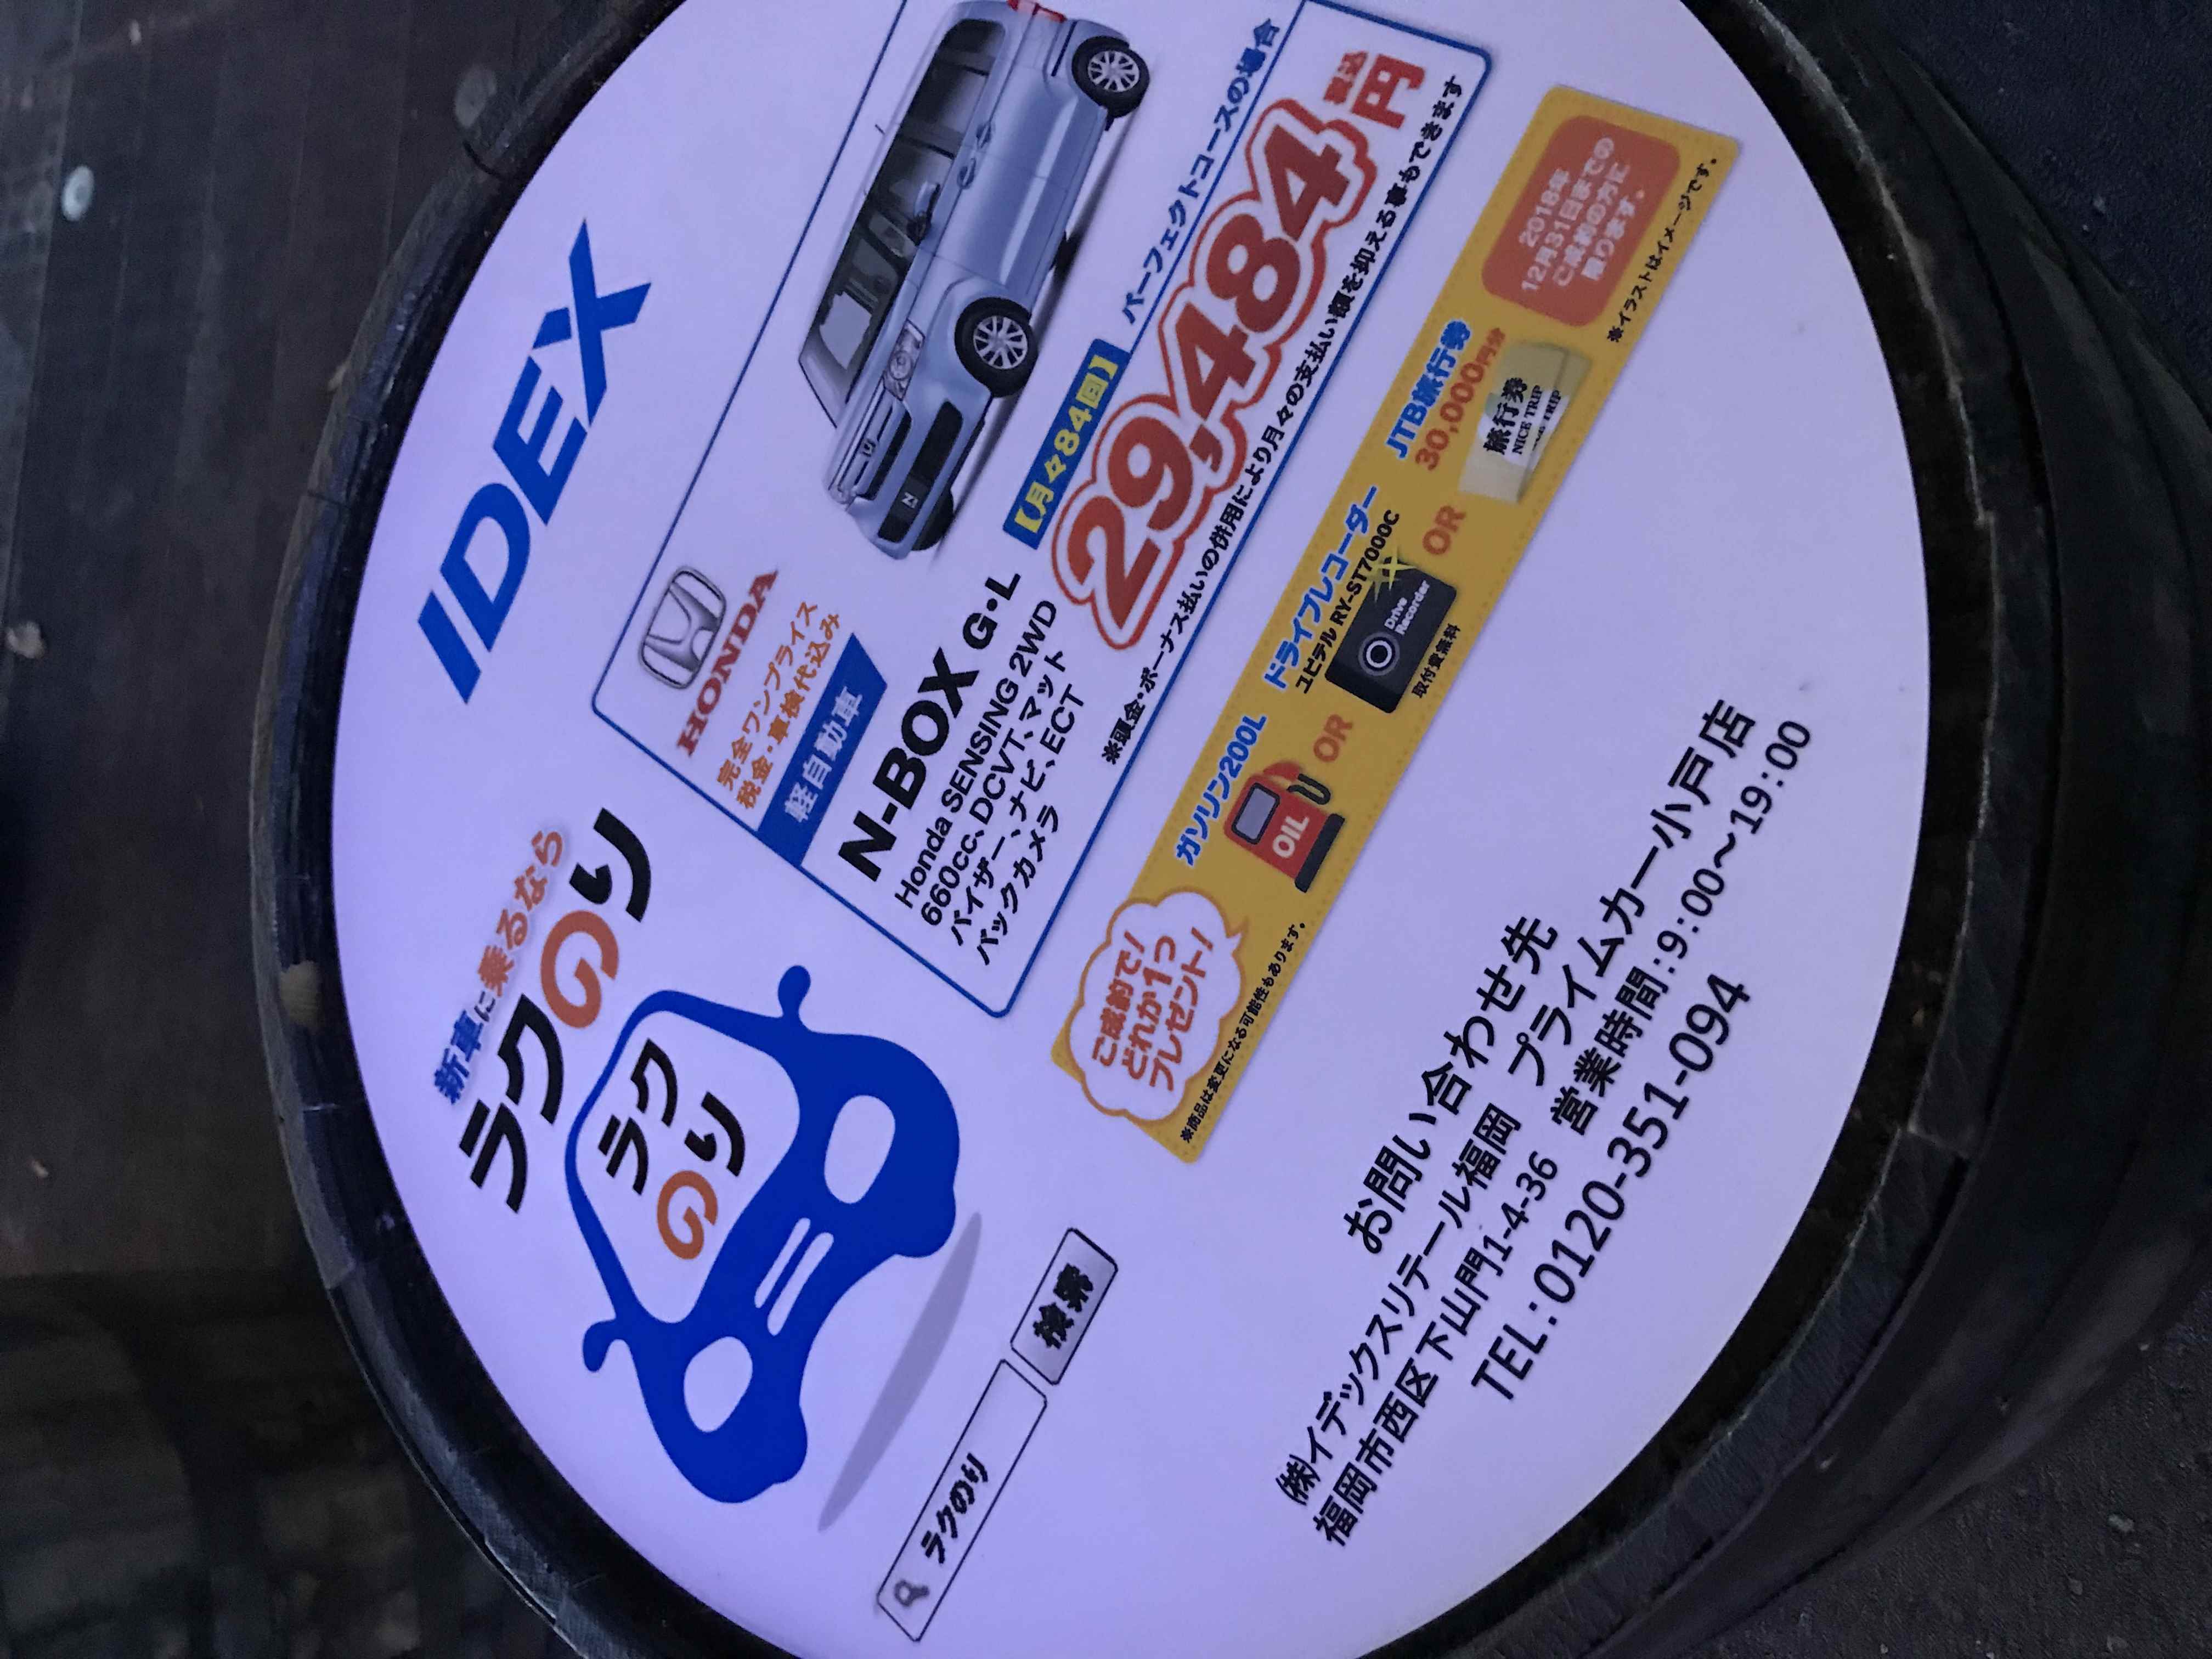 IDEX
新車に乗るなら
ラクのり
ラク
のり
ラクのり 検索
HONDA
完全ワンプライス
税金・車検代込み
軽自動車
N-BOX G・L
Honda SENSING 2WD
660cc、DCVT、マット
バイザー、ナビ、ECT
バックカメラ
N
【月々84回】 パーフェクトコースの場合
29,484 税込 円
※頭金・ボーナス払いの併用により月々の支払い額を抑える事もできます
ご成約で!
どれか1つ
プレゼント!
ガソリン200L
OIL
OR
ドライブレコーダー
ユピテル RY-ST7000C
Drive
Recorder
取付費無料
OR
JTB旅行券
30,000円分
旅行券
NICE TRIP
2018年
12月31日までの
ご成約の方に
限ります。
※商品は変更になる可能性もあります。
※イラストはイメージです。
お問い合わせ先
㈱イデックスリテール福岡 プライムカー小戸店
福岡市西区下山門1-4-36 営業時間:9:00~19:00
TEL:0120-351-094